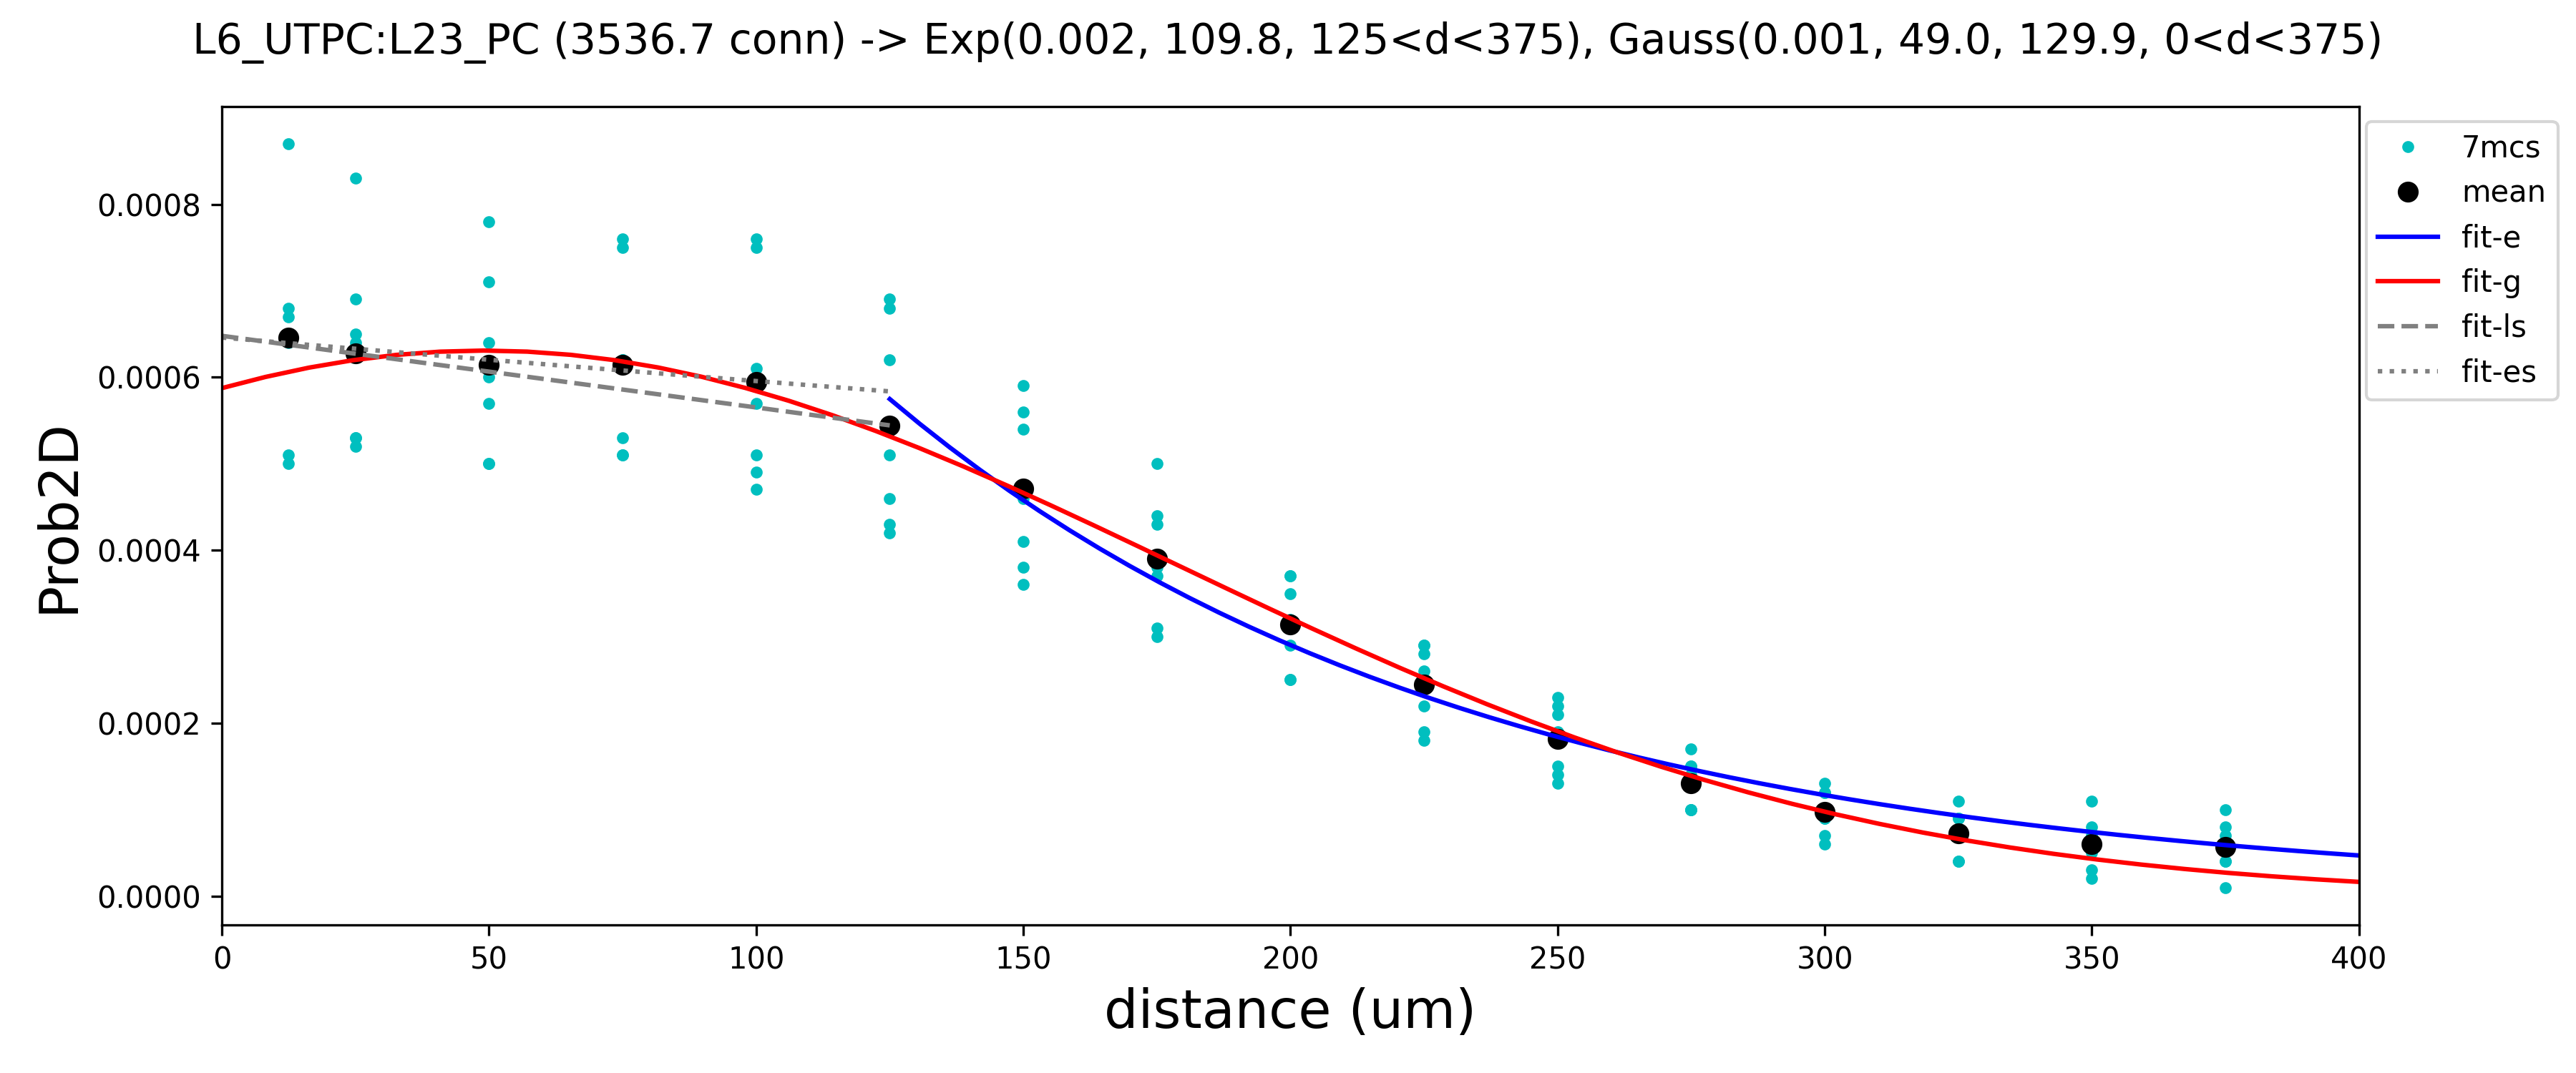 L6_UTPC:L23_PC (3536.7 conn) -> Exp(0.002, 109.8, 125<d<375), Gauss(0.001, 49.0, 129.9, 0<d<375)
7mcs
mean
fit-e
fit-g
fit-ls
fit-es
Prob2D
0.0008
0.0006
0.0004
0.0002
0.0000
0 50 100 150 200 250 300 350 400
distance (um)